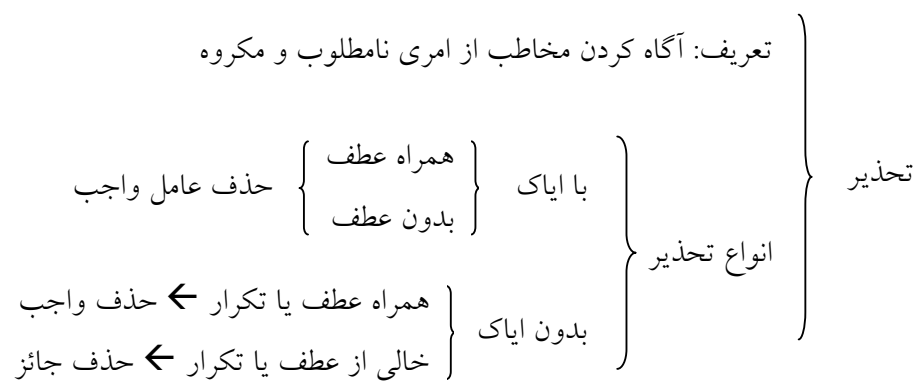 تعریف: آگاه کردن مخاطب از امری نامطلوب و مکروه
تحذیر
همراه عطف
با ایاک
حذف عامل واجب
بدون عطف
انواع تحذیر
همراه عطف یا تکرار ← حذف واجب
بدون ایاک
خالی از عطف یا تکرار ← حذف جائز